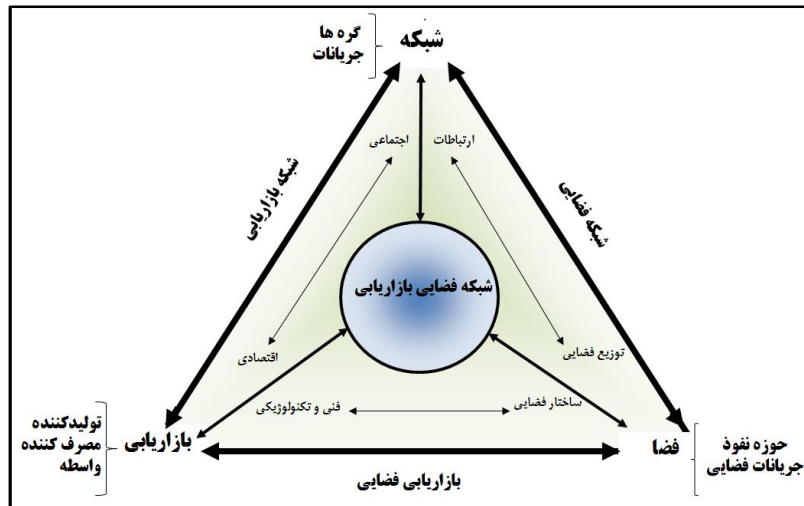 گره ها
جریانات
شبکه
اجتماعی
ارتباطات
شبکه بازاریابی
شبکه فضایی
شبکه فضایی بازاریابی
اقتصادی
توزیع فضایی
فنی و تکنولوژیکی
ساختار فضایی
تولیدکننده
مصرف کننده
واسطه
بازاریابی
فضا
حوزه نفوذ
جریانات فضایی
بازاریابی فضایی